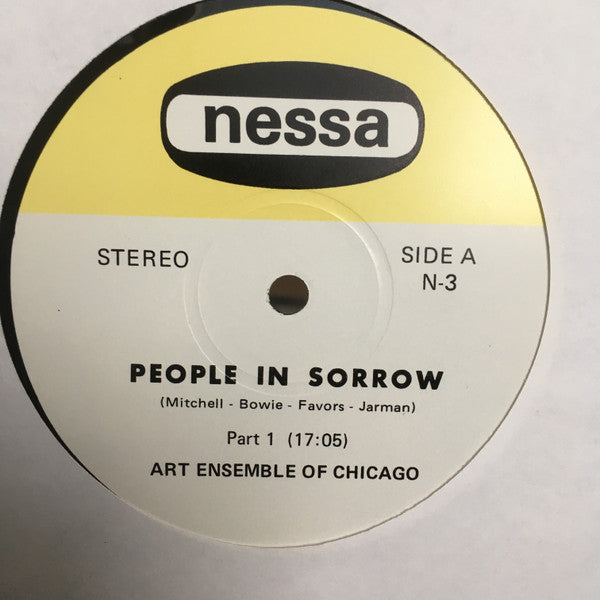 nessa
STEREO
SIDE A
N-3
PEOPLE IN SORROW
(Mitchell - Bowie - Favors - Jarman)
Part 1 (17:05)
ART ENSEMBLE OF CHICAGO